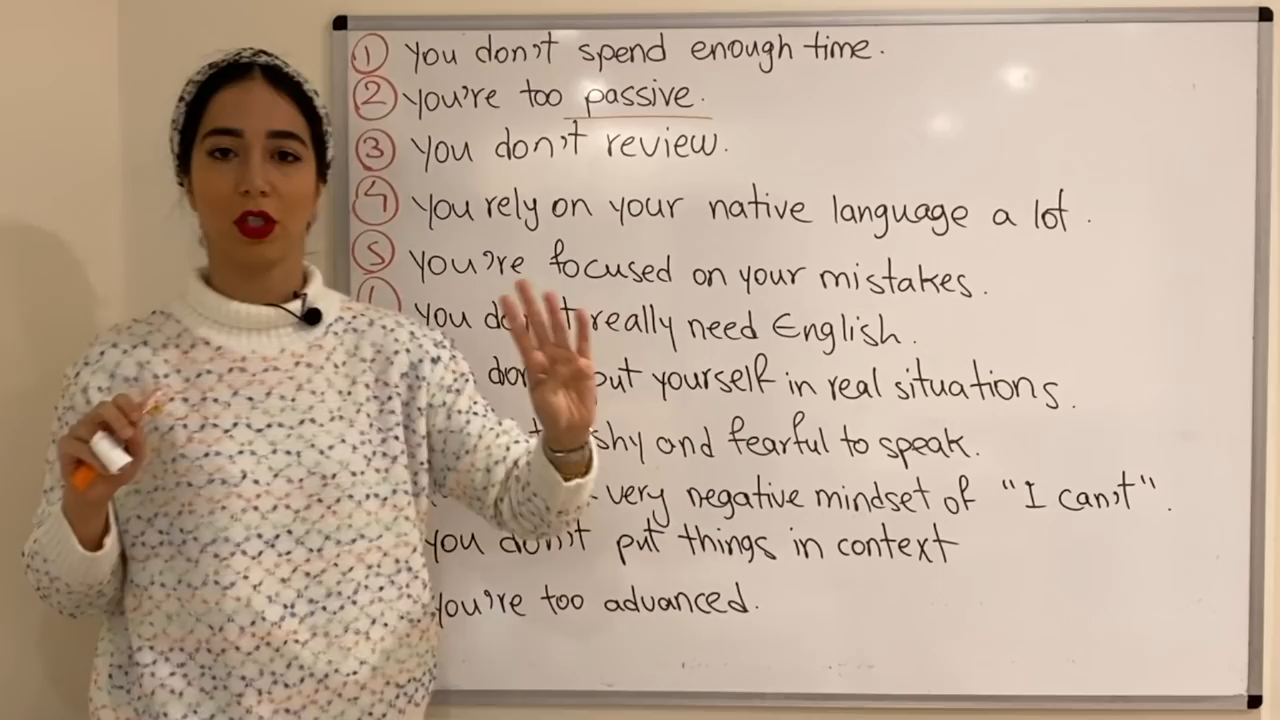 ① You don't spend enough time.
② You're too passive.
③ You don't review.
④ You rely on your native language a lot.
⑤ You're focused on your mistakes.
You don't really need English.
put yourself in real situations.
shy and fearful to speak.
very negative mindset of "I can't".
You don't put things in context
You're too advanced.